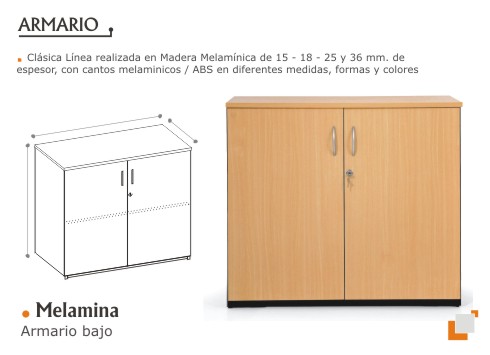 ARMARIO
Clásica Línea realizada en Madera Melamínica de 15 - 18 - 25 y 36 mm. de
espesor, con cantos melaminicos / ABS en diferentes medidas, formas y colores
Melamina
Armario bajo